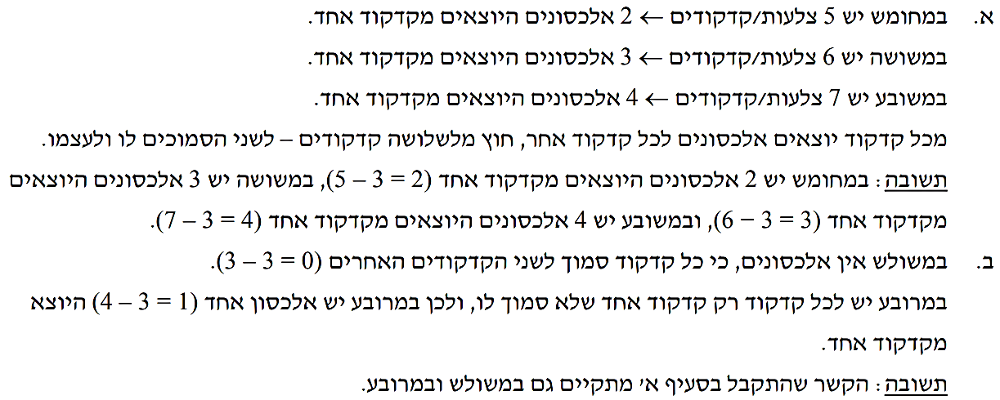 א. במחומש יש 5 צלעות/קדקודים ← 2 אלכסונים היוצאים מקדקוד אחד.
במשושה יש 6 צלעות/קדקודים ← 3 אלכסונים היוצאים מקדקוד אחד.
במשובע יש 7 צלעות/קדקודים ← 4 אלכסונים היוצאים מקדקוד אחד.
מכל קדקוד יוצאים אלכסונים לכל קדקוד אחר, חוץ מלשלושה קדקודים – לשני הסמוכים לו ולעצמו.
תשובה: במחומש יש 2 אלכסונים היוצאים מקדקוד אחד (5 – 3 = 2), במשושה יש 3 אלכסונים היוצאים
מקדקוד אחד (6 – 3 = 3), ובמשובע יש 4 אלכסונים היוצאים מקדקוד אחד (7 – 3 = 4).
ב. במשולש אין אלכסונים, כי כל קדקוד סמוך לשני הקדקודים האחרים (3 – 3 = 0).
במרובע יש לכל קדקוד רק קדקוד אחד שלא סמוך לו, ולכן במרובע יש אלכסון אחד (4 – 3 = 1) היוצא
מקדקוד אחד.
תשובה: הקשר שהתקבל בסעיף א׳ מתקיים גם במשולש ובמרובע.